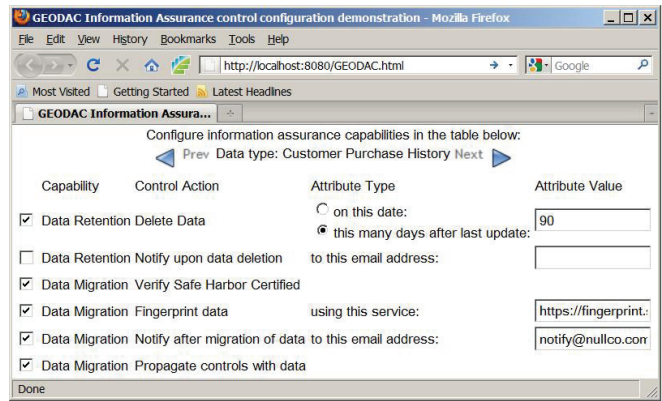 GEODAC Information Assurance control configuration demonstration - Mozilla Firefox
File Edit View History Bookmarks Tools Help
http://localhost:8080/GEODAC.html Google
Most Visited Getting Started Latest Headlines
GEODAC Information Assura...
Configure information assurance capabilities in the table below:
Prev Data type: Customer Purchase History Next
Capability Control Action Attribute Type Attribute Value
on this date:
Data Retention Delete Data 90
this many days after last update:
Data Retention Notify upon data deletion to this email address:
Data Migration Verify Safe Harbor Certified
Data Migration Fingerprint data using this service: https://fingerprint.
Data Migration Notify after migration of data to this email address: notify@nullco.com
Data Migration Propagate controls with data
Done